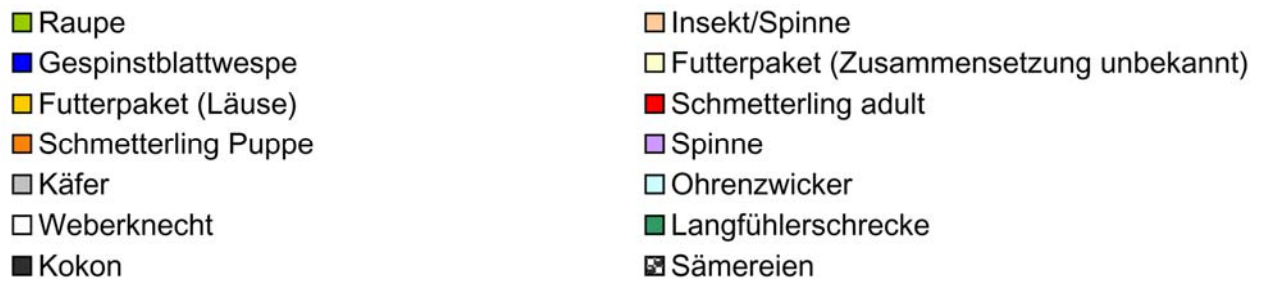 Raupe
Gespinstblattwespe
Futterpaket (Läuse)
Schmetterling Puppe
Käfer
Weberknecht
Kokon
Insekt/Spinne
Futterpaket (Zusammensetzung unbekannt)
Schmetterling adult
Spinne
Ohrenzwicker
Langfühlerschrecke
Sämereien